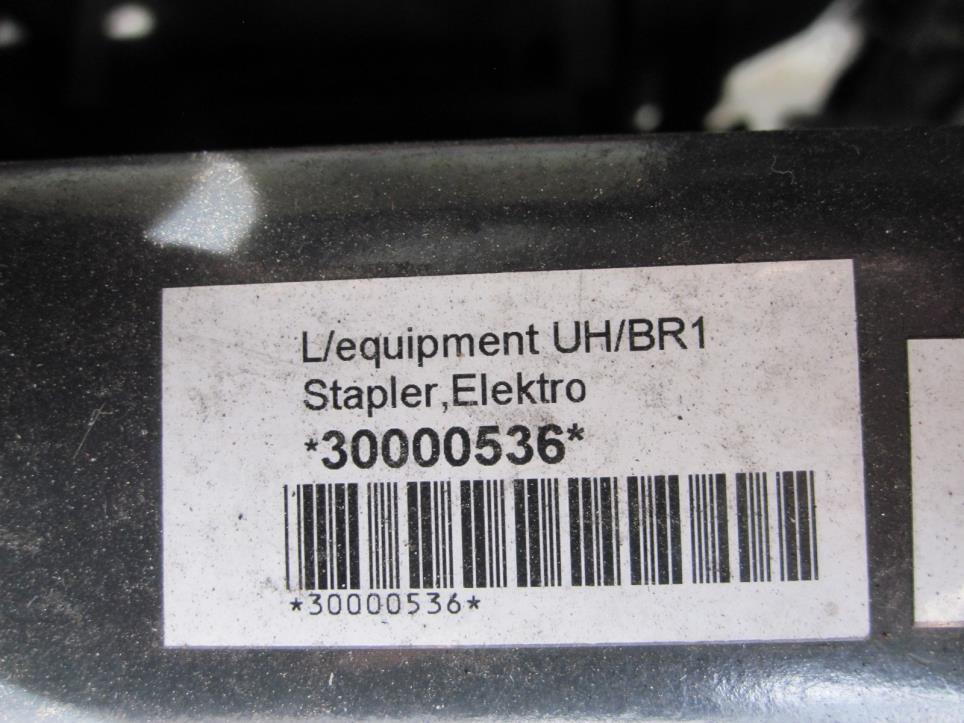 L/equipment UH/BR1
Stapler,Elektro
*30000536*
*30000536*